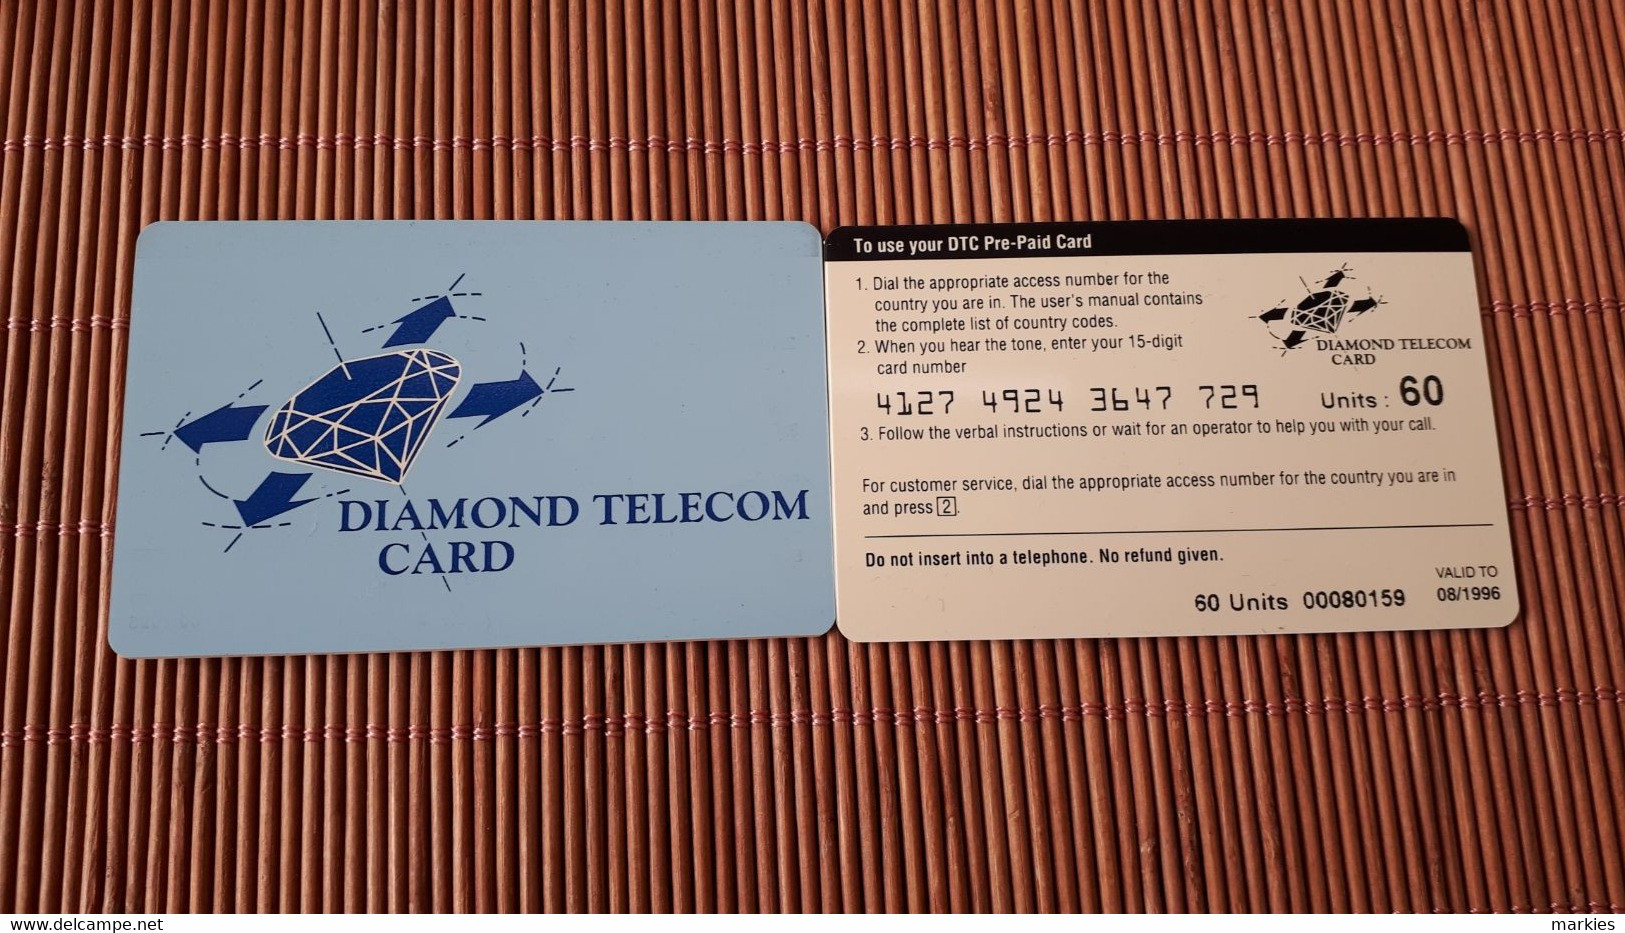 DIAMOND TELECOM
CARD
To use your DTC Pre-Paid Card
1. Dial the appropriate access number for the
country you are in. The user's manual contains
the complete list of country codes.
2. When you hear the tone, enter your 15-digit
card number
DIAMOND TELECOM
CARD
4127 4924 3647 729 Units : 60
3. Follow the verbal instructions or wait for an operator to help you with your call.
For customer service, dial the appropriate access number for the country you are in
and press 2.
Do not insert into a telephone. No refund given.
VALID TO
60 Units 00080159 08/1996
www.delcampe.net
markies